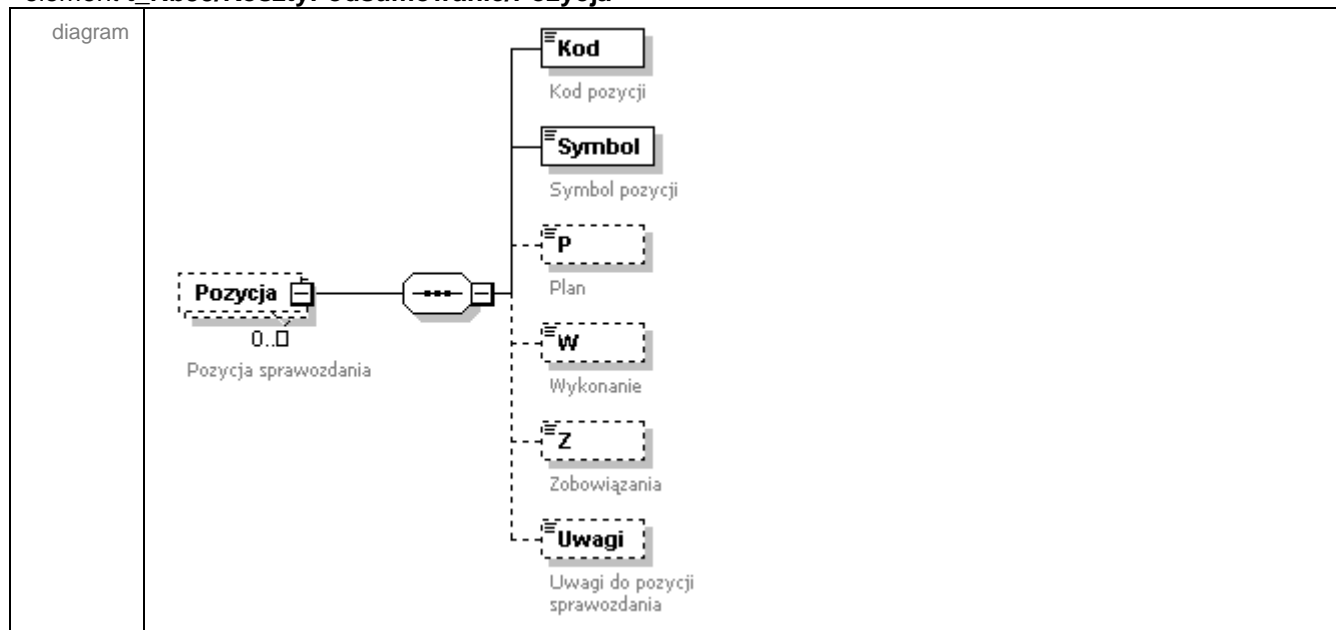 diagram
Kod
Kod pozycji
Symbol
Symbol pozycji
P
Plan
Pozycja
0..
Pozycja sprawozdania
W
Wykonanie
Z
Zobowiązania
Uwagi
Uwagi do pozycji
sprawozdania